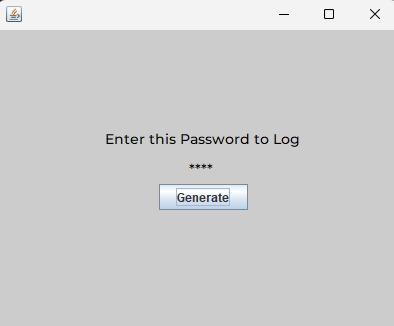 Enter this Password to Log
****
Generate